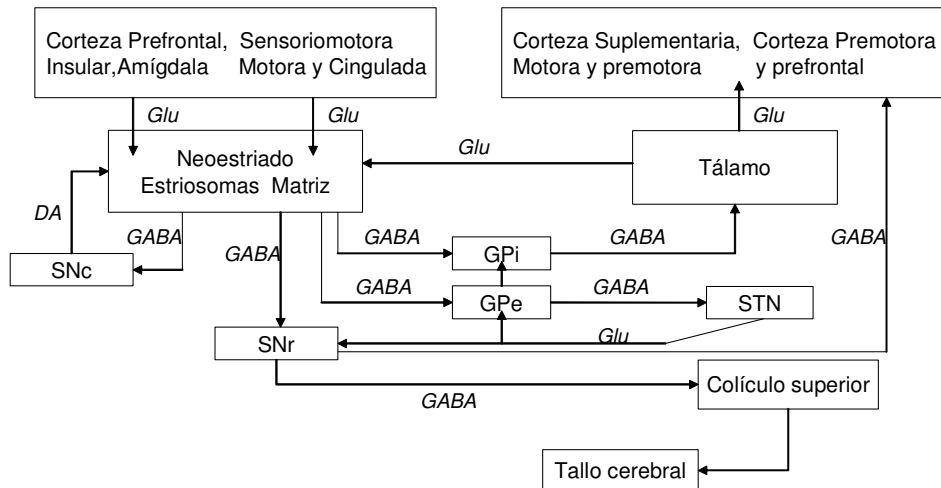 Corteza Prefrontal, Sensoriomotora
Insular,Amígdala Motora y Cingulada
Corteza Suplementaria, Corteza Premotora
Motora y premotora y prefrontal
Glu
Glu
Glu
Neoestriado
Estriosomas Matriz
Glu
Tálamo
DA
GABA
GABA
GABA
GPi
GABA
GABA
SNc
GABA
GPe
GABA
STN
SNr
Glu
GABA
Colículo superior
Tallo cerebral